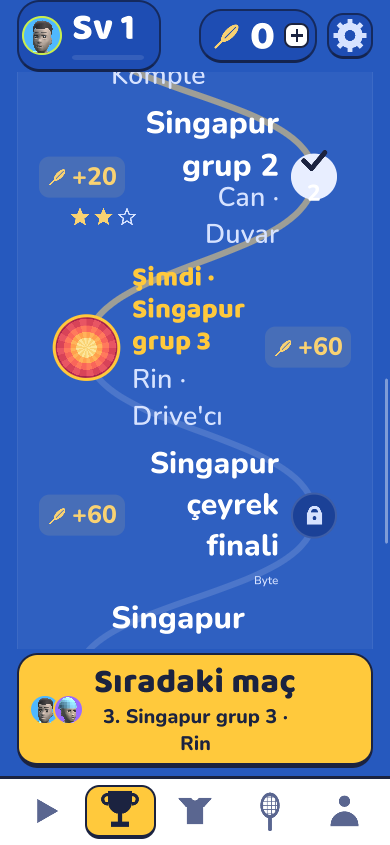 Sv 1
0
Komple
Singapur
grup 2
2
+20
Can ·
Duvar
Şimdi ·
Singapur
grup 3
+60
Rin ·
Drive'cı
Singapur
çeyrek
finali
+60
Byte
Singapur
Sıradaki maç
3. Singapur grup 3 ·
Rin